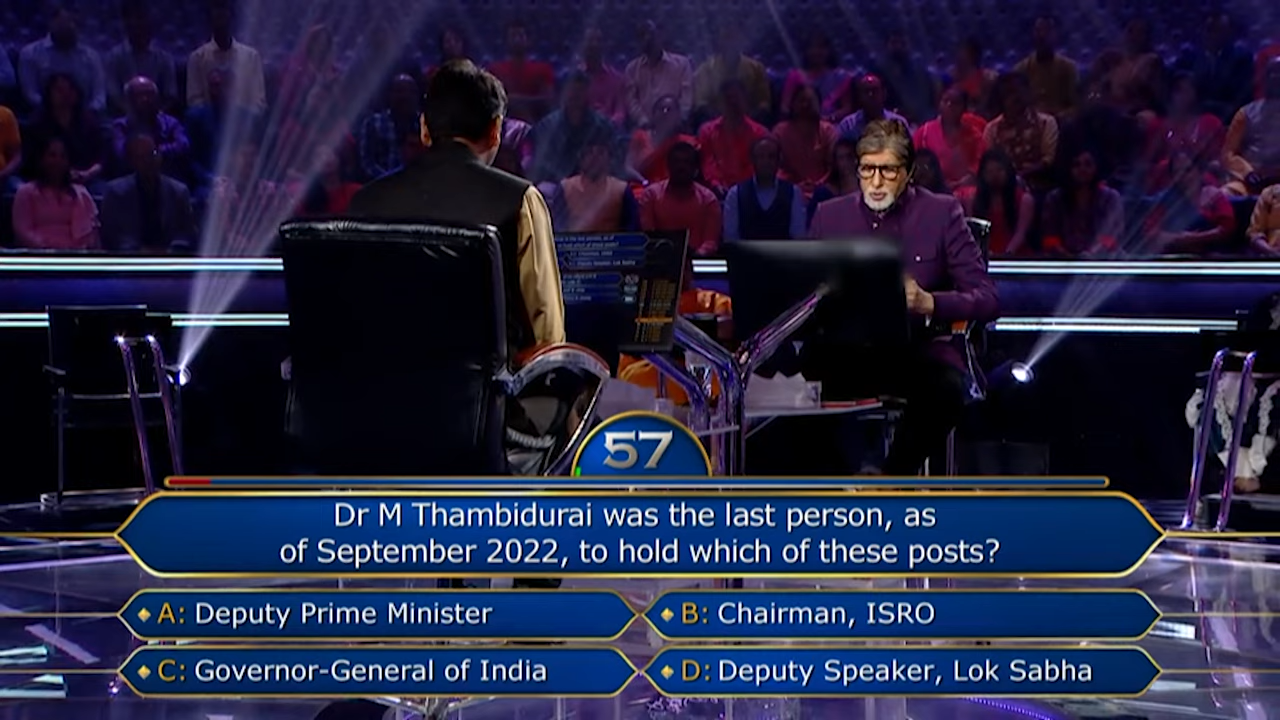 57
Dr M Thambidurai was the last person, as
of September 2022, to hold which of these posts?
A: Deputy Prime Minister
B: Chairman, ISRO
C: Governor-General of India
D: Deputy Speaker, Lok Sabha